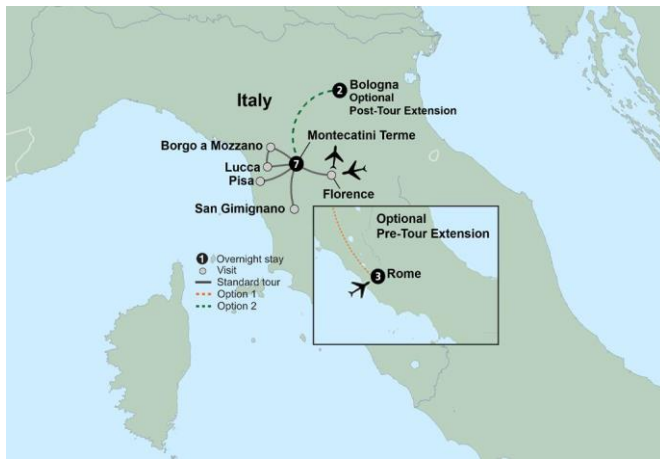 Italy
2
Bologna
Optional
Post-Tour Extension
Borgo a Mozzano
Montecatini Terme
7
Lucca
Pisa
Florence
San Gimignano
Optional
Pre-Tour Extension
1 Overnight stay
Visit
Standard tour
Option 1
Option 2
3 Rome